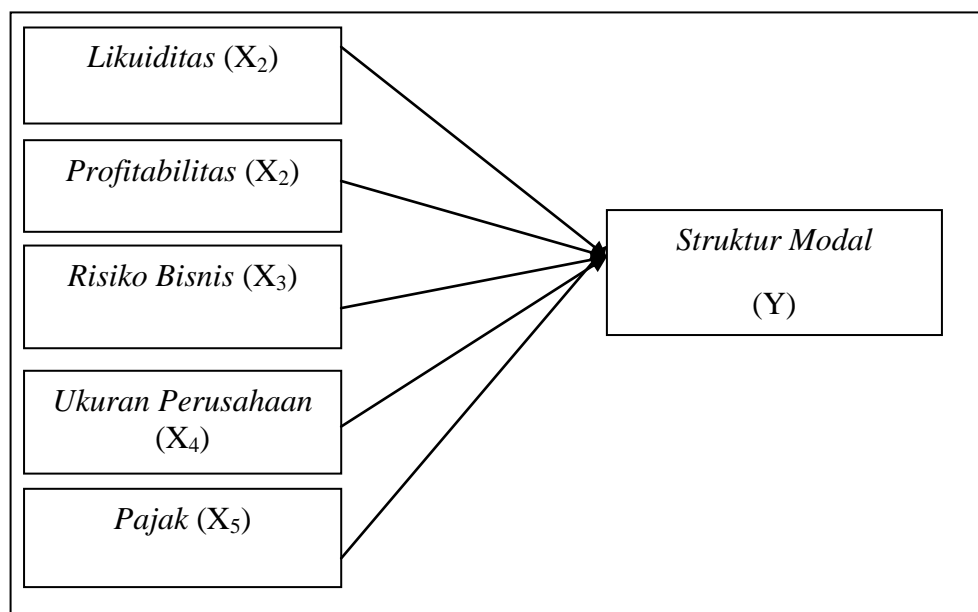 Likuiditas (X₂)
Profitabilitas (X₂)
Risiko Bisnis (X₃)
Ukuran Perusahaan
(X₄)
Pajak (X₅)
Struktur Modal
(Y)